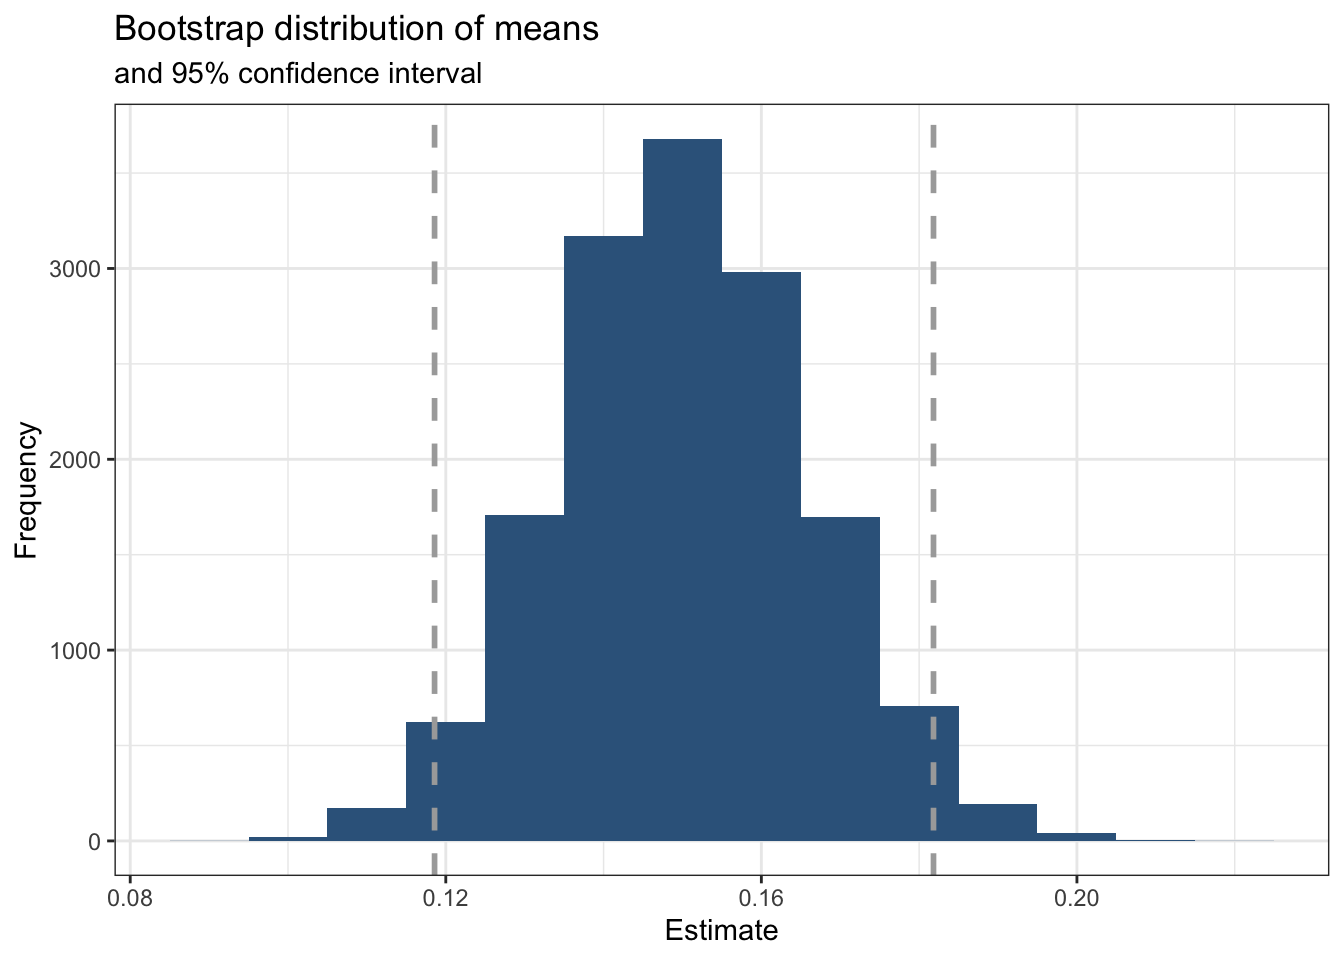 Bootstrap distribution of means
and 95% confidence interval
Frequency
3000
2000
1000
0
0.08 0.12 0.16 0.20
Estimate